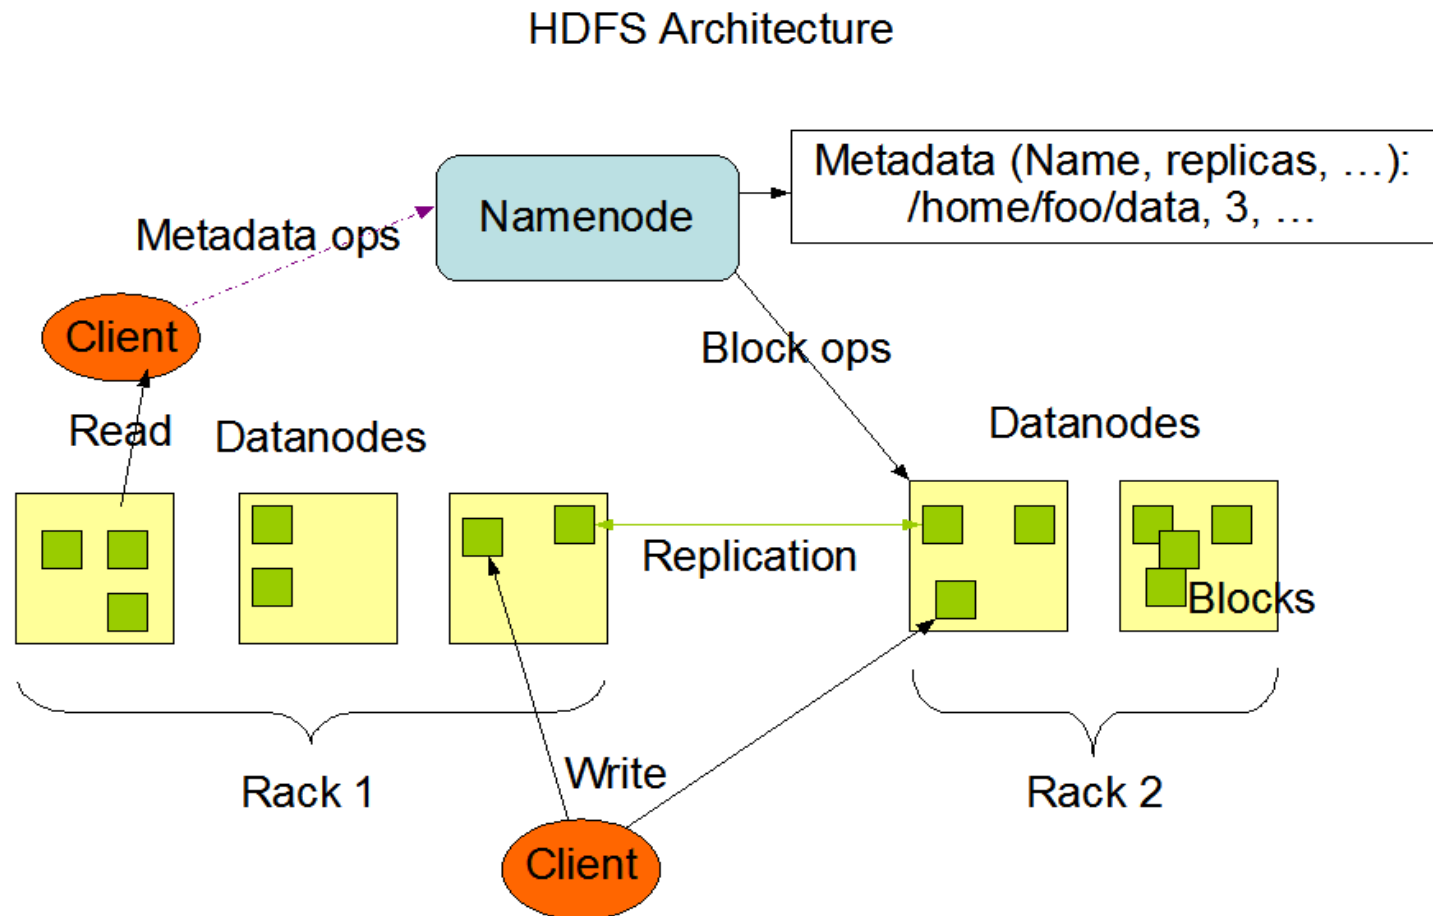 HDFS Architecture
Metadata (Name, replicas, …):
/home/foo/data, 3, …
Namenode
Metadata ops
Client
Block ops
Read
Datanodes
Datanodes
Replication
Blocks
Rack 1
Write
Rack 2
Client